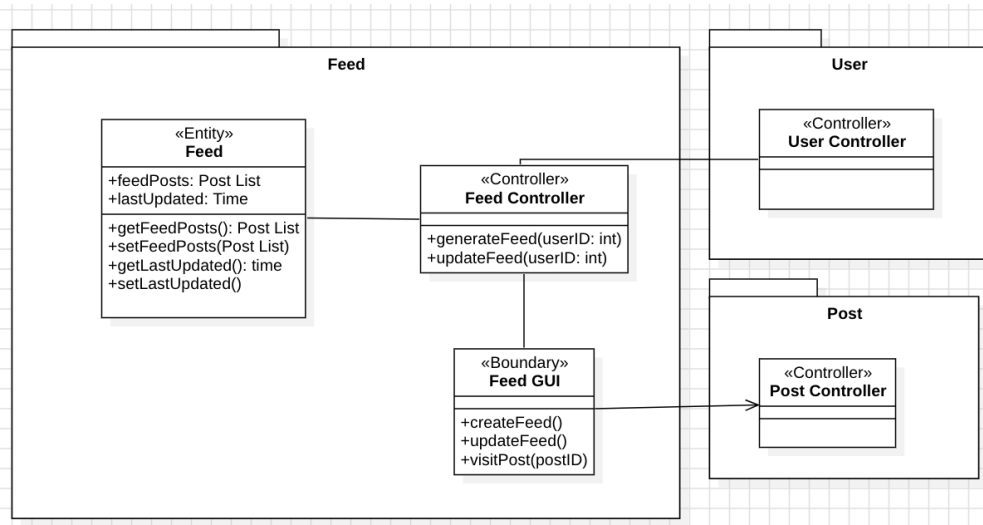 Feed
«Entity»
Feed
+feedPosts: Post List
+lastUpdated: Time
+getFeedPosts(): Post List
+setFeedPosts(Post List)
+getLastUpdated(): time
+setLastUpdated()
«Controller»
Feed Controller
+generateFeed(userID: int)
+updateFeed(userID: int)
«Boundary»
Feed GUI
+createFeed()
+updateFeed()
+visitPost(postID)
User
«Controller»
User Controller
Post
«Controller»
Post Controller